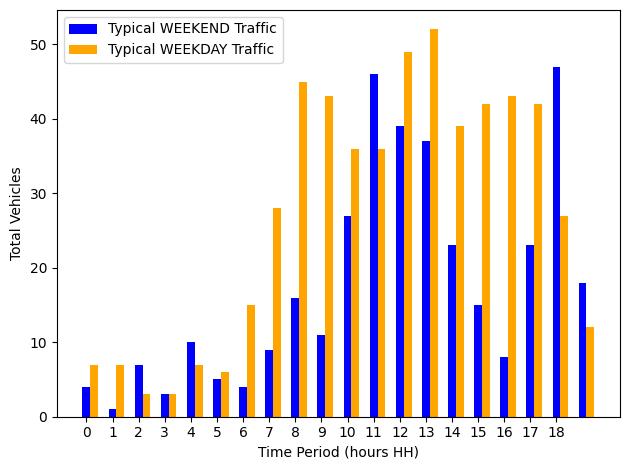 Typical WEEKEND Traffic
Typical WEEKDAY Traffic
50
40
30
20
10
0
Total Vehicles
0 1 2 3 4 5 6 7 8 9 10 11 12 13 14 15 16 17 18
Time Period (hours HH)